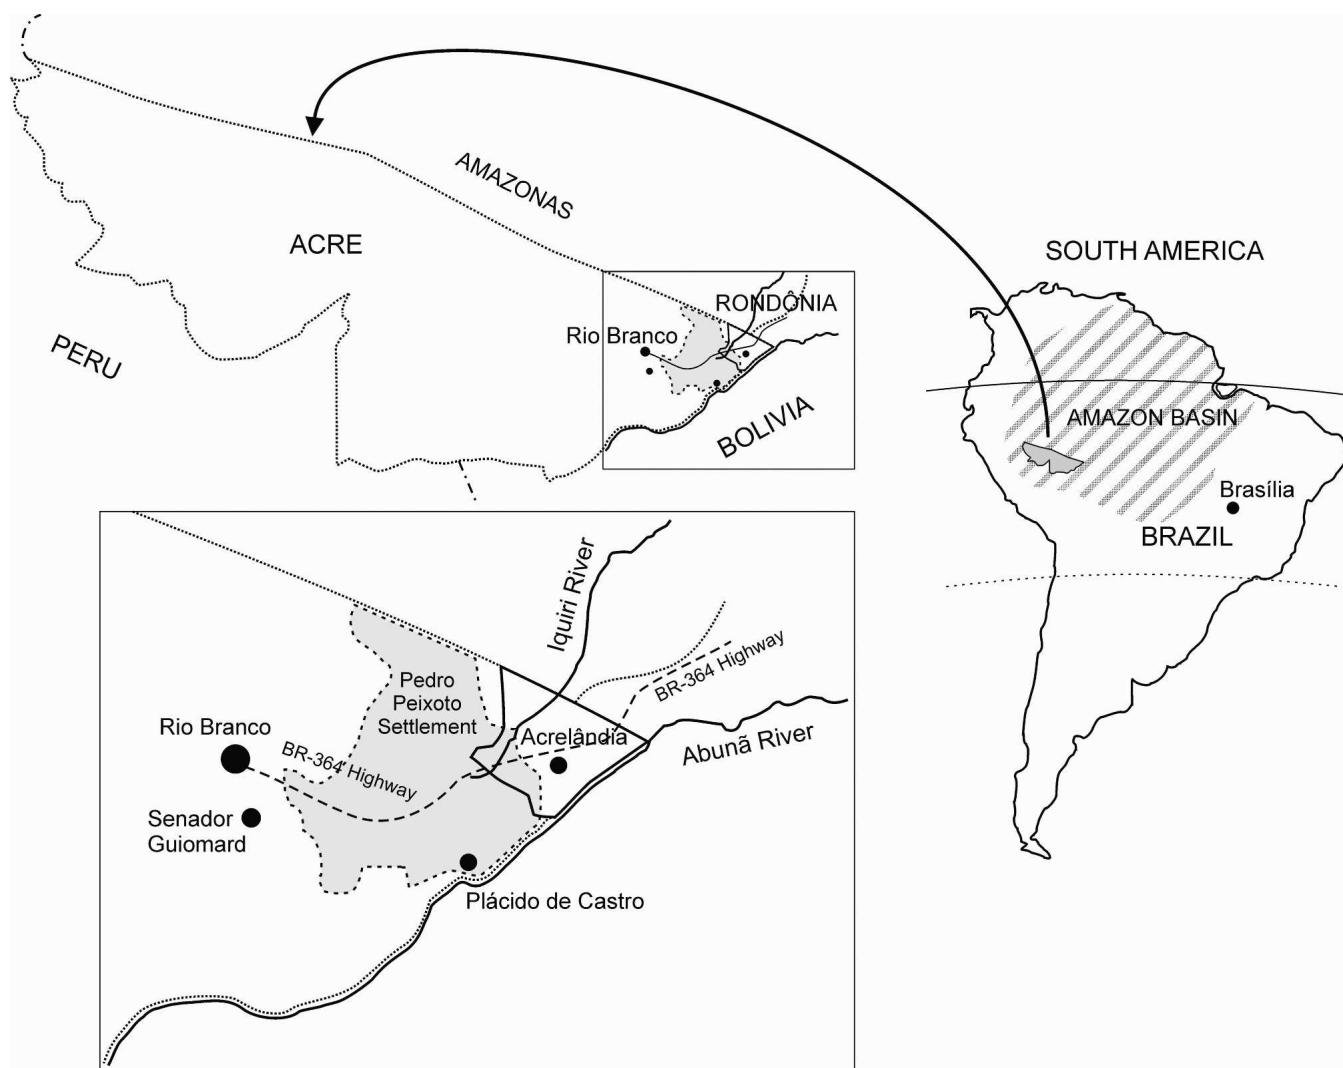 AMAZONAS
ACRE
SOUTH AMERICA
RONDÔNIA
Rio Branco
PERU
BOLIVIA
AMAZON BASIN
Brasília
BRAZIL
Iquiri River
BR-364 Highway
Pedro
Peixoto
Settlement
Rio Branco
Acrelândia
Abunã River
BR-364 Highway
Senador
Guiomard
Plácido de Castro